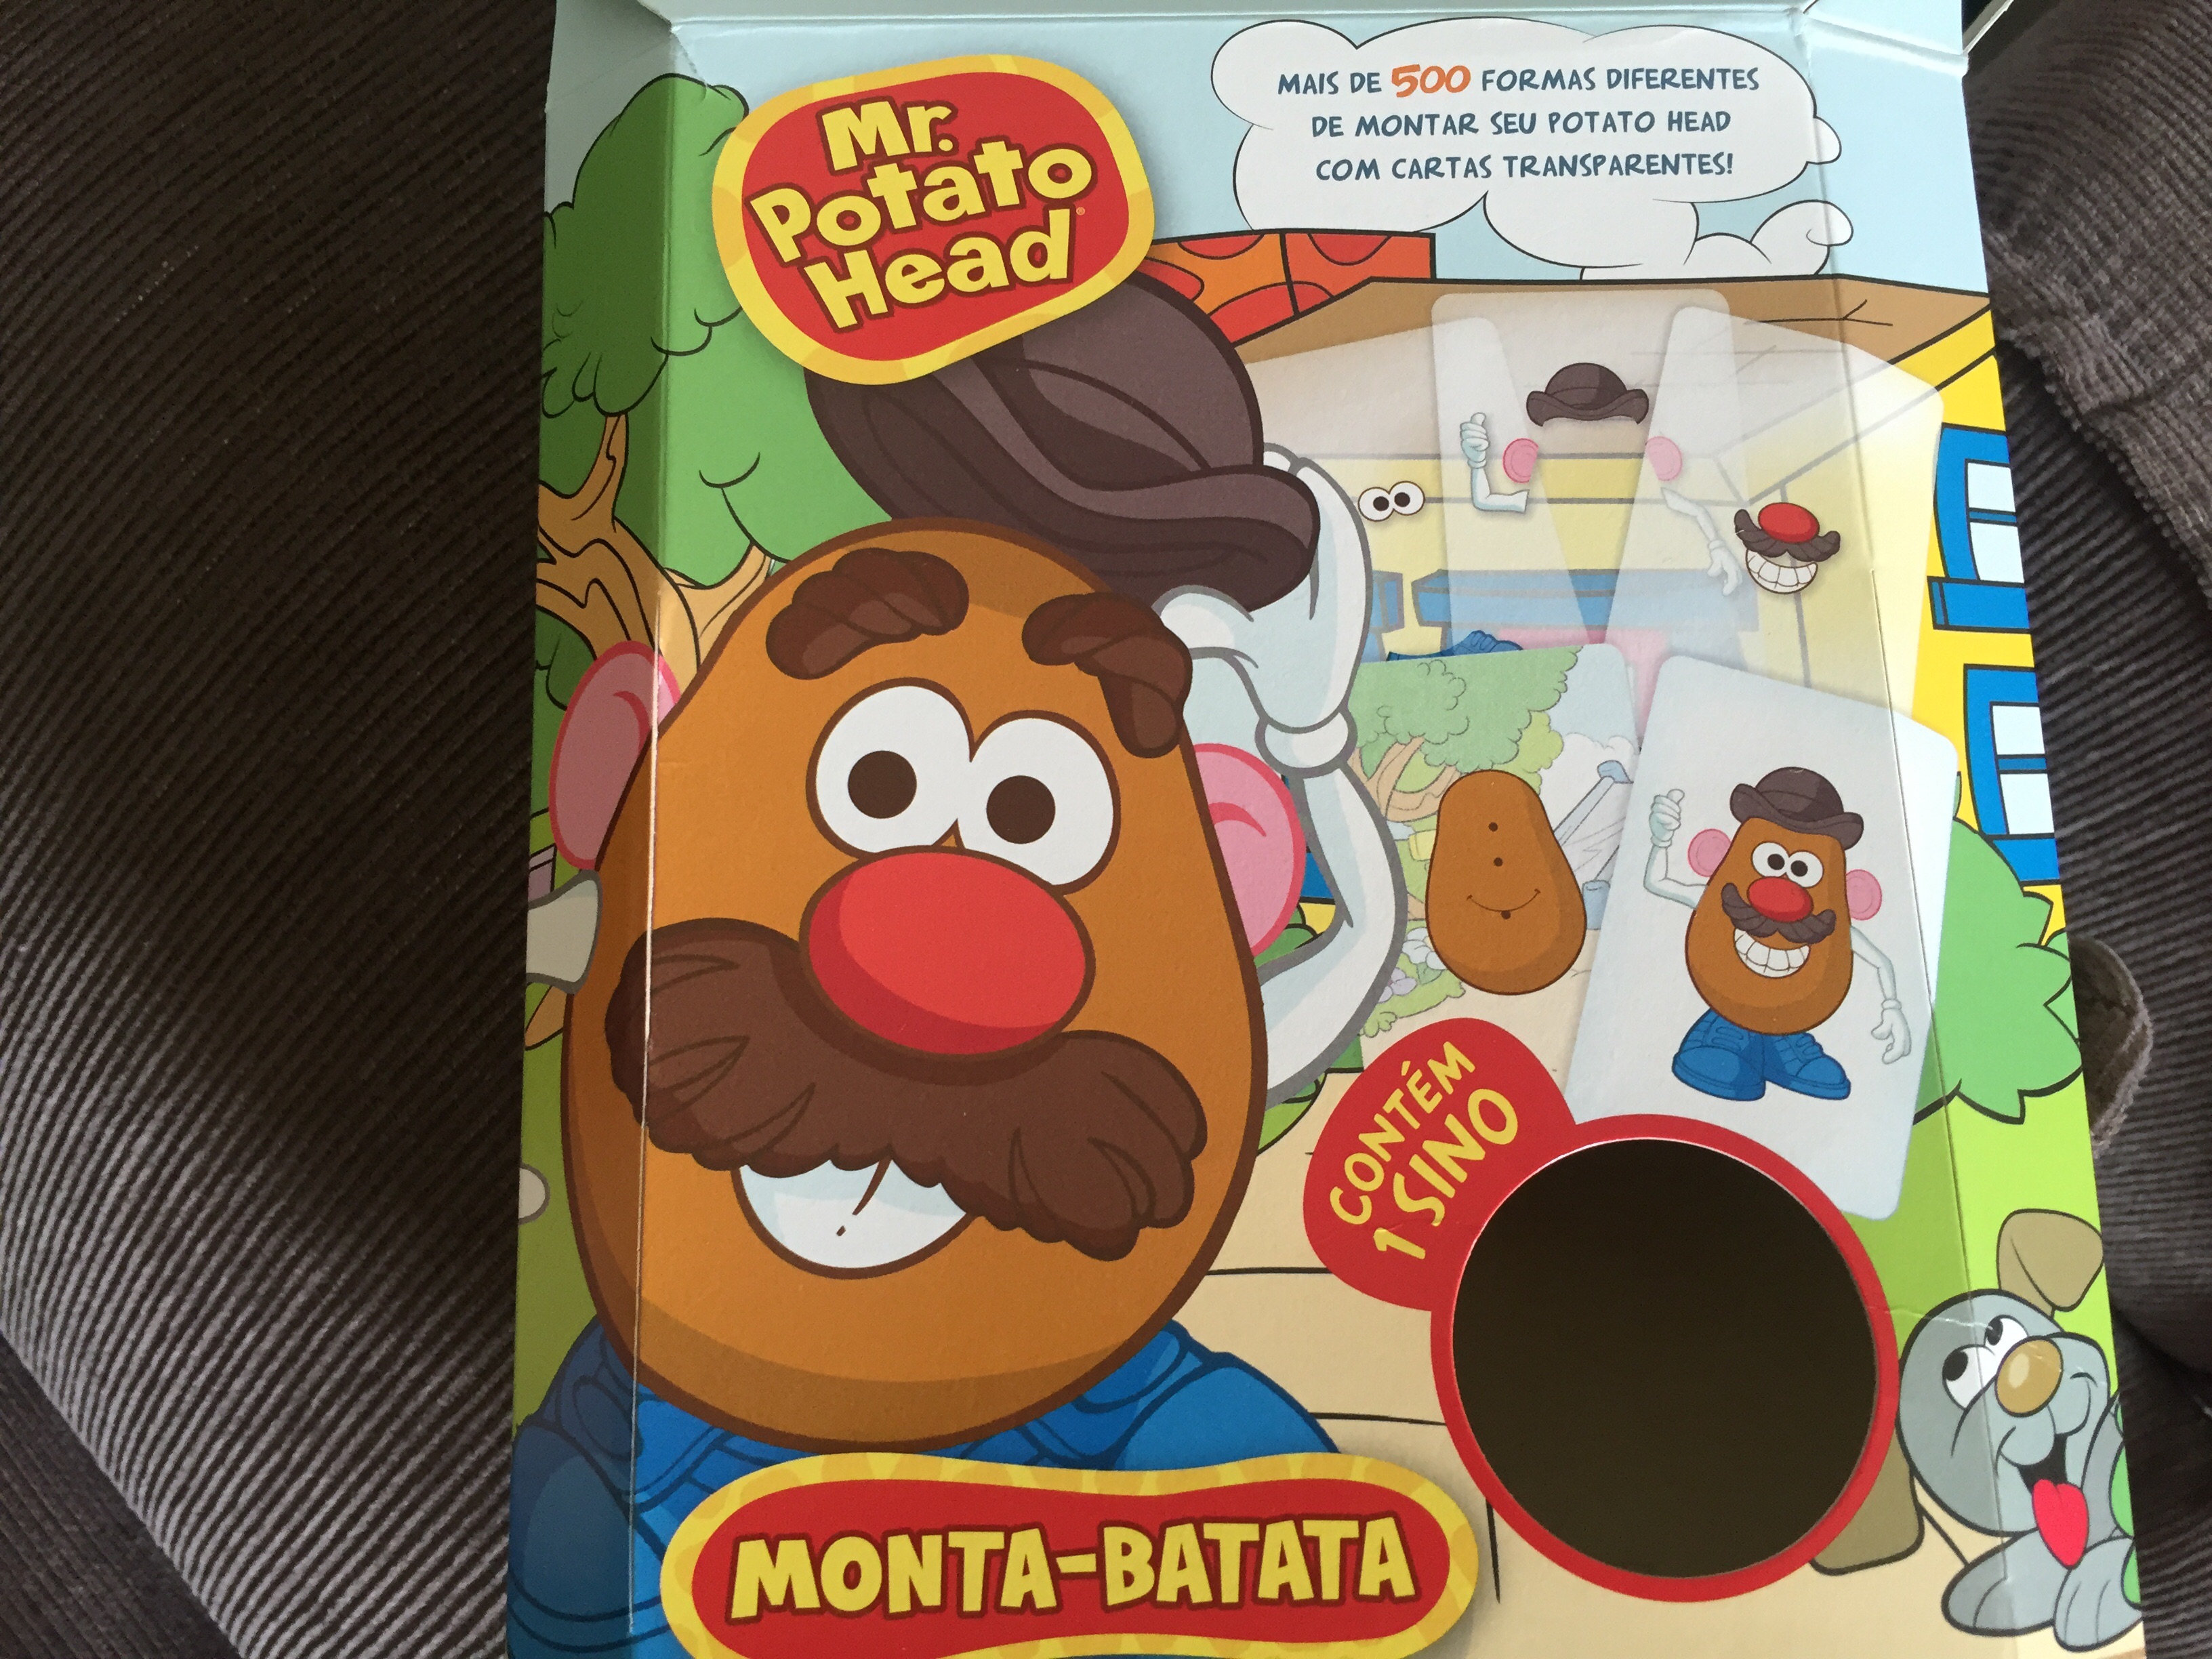 Mr.
Potato
Head
MAIS DE 500 FORMAS DIFERENTES
DE MONTAR SEU POTATO HEAD
COM CARTAS TRANSPARENTES!
CONTÉM
1 SINO
MONTA-BATATA